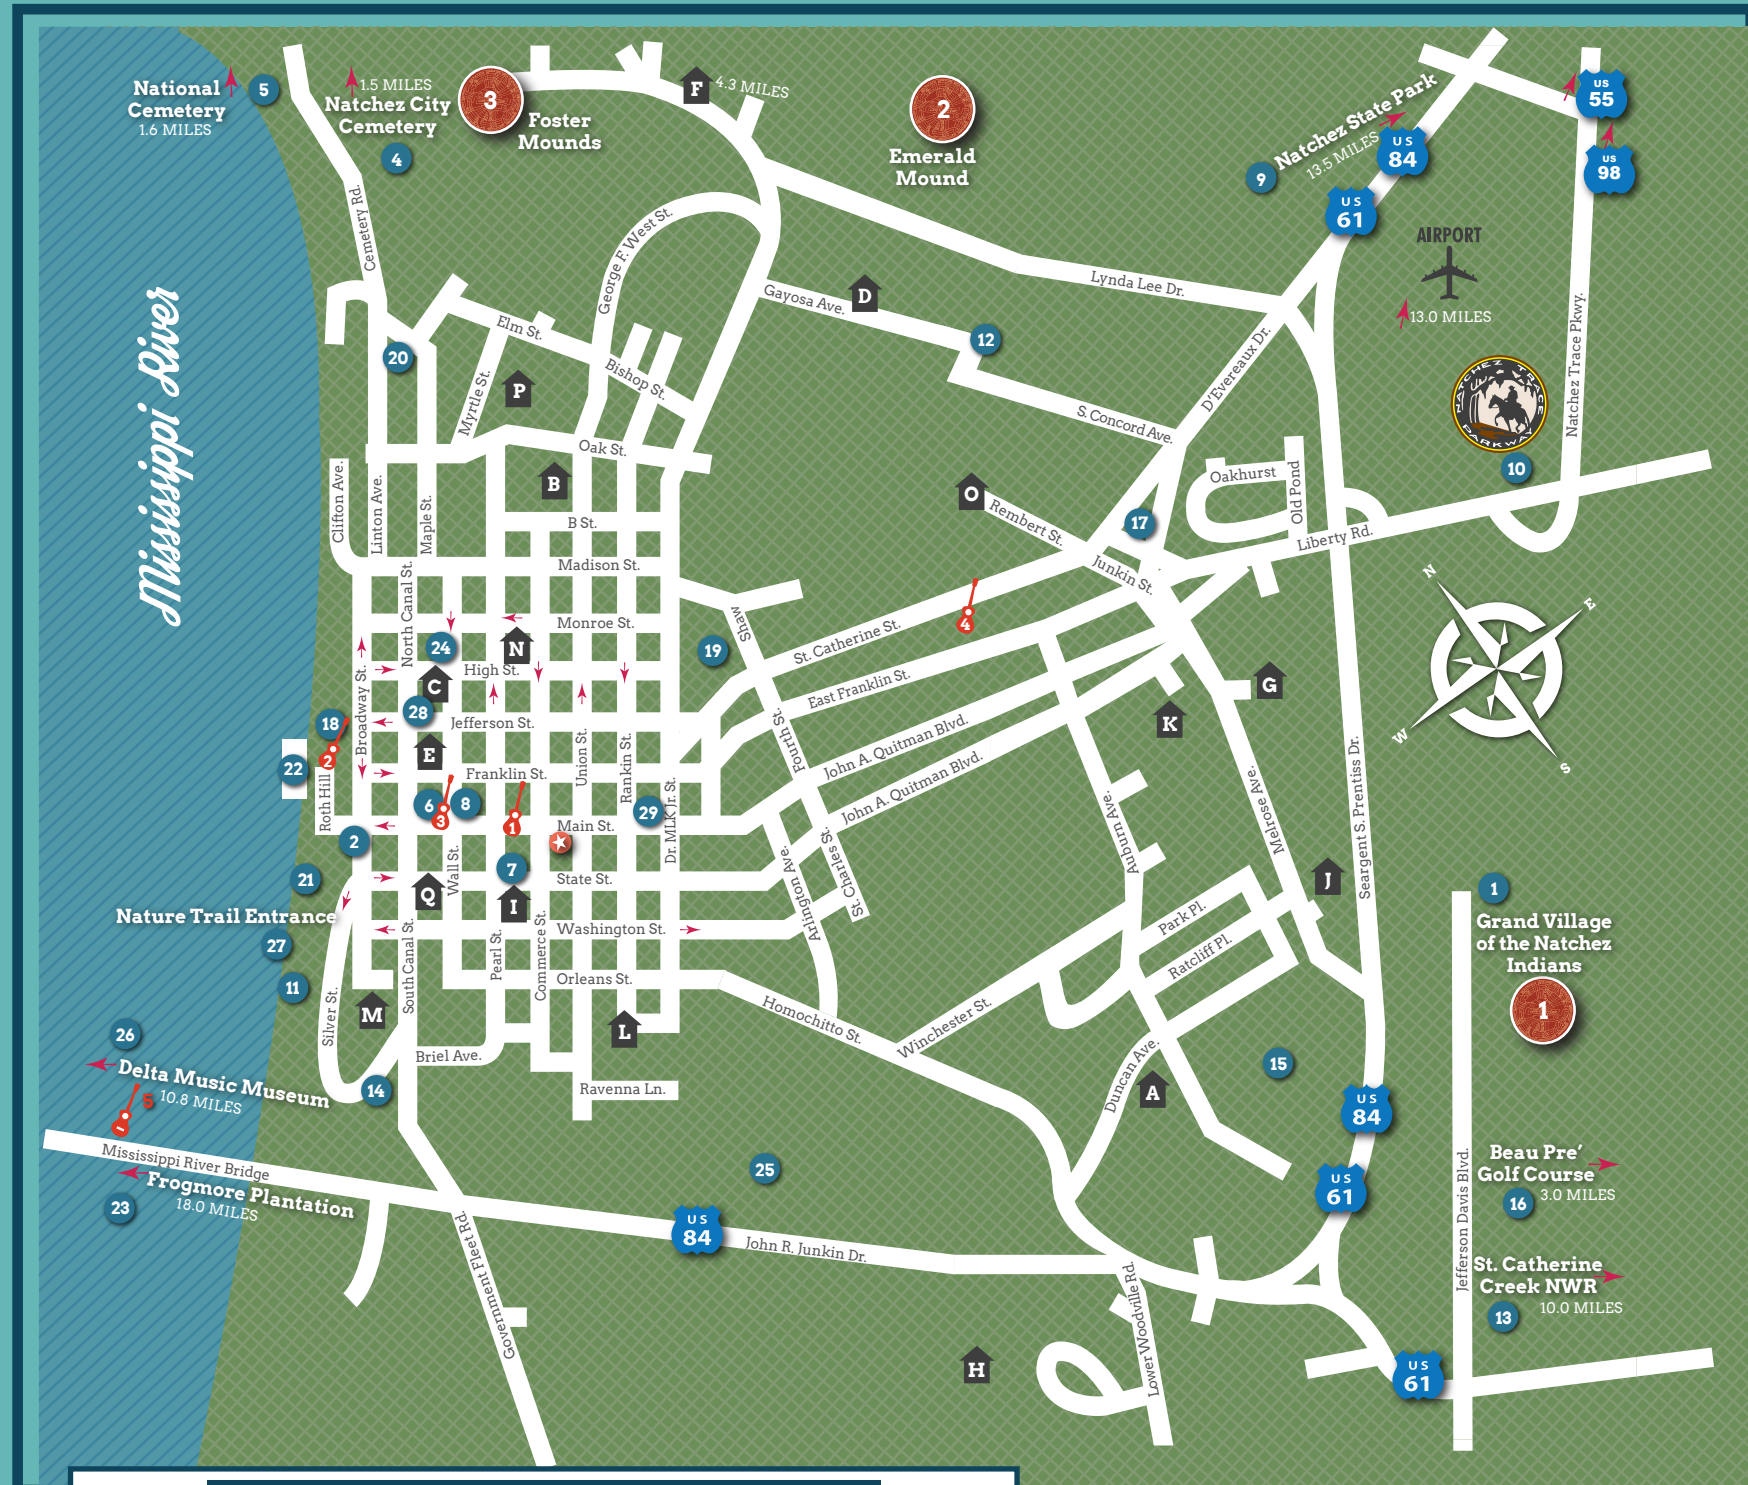 National
Cemetery
1.6 MILES
5
1.5 MILES
Natchez City
Cemetery
4
3
Foster
Mounds
F
4.3 MILES
2
Emerald
Mound
9
Natchez State Park
13.5 MILES
US
84
US
61
US
55
US
98
AIRPORT
13.0 MILES
Cemetery Rd.
George F. West St.
Lynda Lee Dr.
Gayosa Ave.
D
12
S. Concord Ave.
D'Evereaux Dr.
Natchez Trace Pkwy.
NATCHEZ TRACE
PARKWAY
10
Mississippi River
20
Elm St.
Bishop St.
Myrtle St.
P
Oak St.
B
Clifton Ave.
Linton Ave.
Maple St.
B St.
Madison St.
O
Rembert St.
17
Junkin St.
Oakhurst
Old Pond
Liberty Rd.
N
E
W
S
North Canal St.
Monroe St.
24
N
High St.
C
28
Jefferson St.
Broadway St.
18
2
22
Roth Hill
E
Franklin St.
6
3
8
1
Main St.
Union St.
Rankin St.
29
Dr. MLK Jr. St.
19
Shaw
4
St. Catherine St.
East Franklin St.
Fourth St.
John A. Quitman Blvd.
John A. Quitman Blvd.
K
G
Auburn Ave.
Melrose Ave.
Seargent S. Prentiss Dr.
J
2
21
Wall St.
7
State St.
Q
I
Nature Trail Entrance
27
11
Washington St.
Arlington Ave.
St. Charles St.
South Canal St.
Pearl St.
Commerce St.
Orleans St.
M
L
Silver St.
Briel Ave.
14
Ravenna Ln.
Homochitto St.
Winchester St.
Park Pl.
Ratcliff Pl.
Duncan Ave.
A
15
1
Grand Village
of the Natchez
Indians
1
26
Delta Music Museum
10.8 MILES
5
Mississippi River Bridge
Frogmore Plantation
18.0 MILES
23
25
US
84
John R. Junkin Dr.
Government Fleet Rd.
US
84
US
61
Jefferson Davis Blvd.
Beau Pre'
Golf Course
16
3.0 MILES
St. Catherine
Creek NWR
10.0 MILES
13
Lower Woodville Rd.
H
US
61